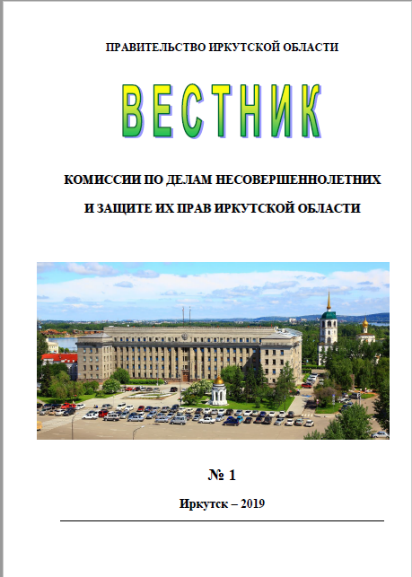 ПРАВИТЕЛЬСТВО ИРКУТСКОЙ ОБЛАСТИ
ВЕСТНИК
КОМИССИИ ПО ДЕЛАМ НЕСОВЕРШЕННОЛЕТНИХ
И ЗАЩИТЕ ИХ ПРАВ ИРКУТСКОЙ ОБЛАСТИ
№ 1
Иркутск – 2019